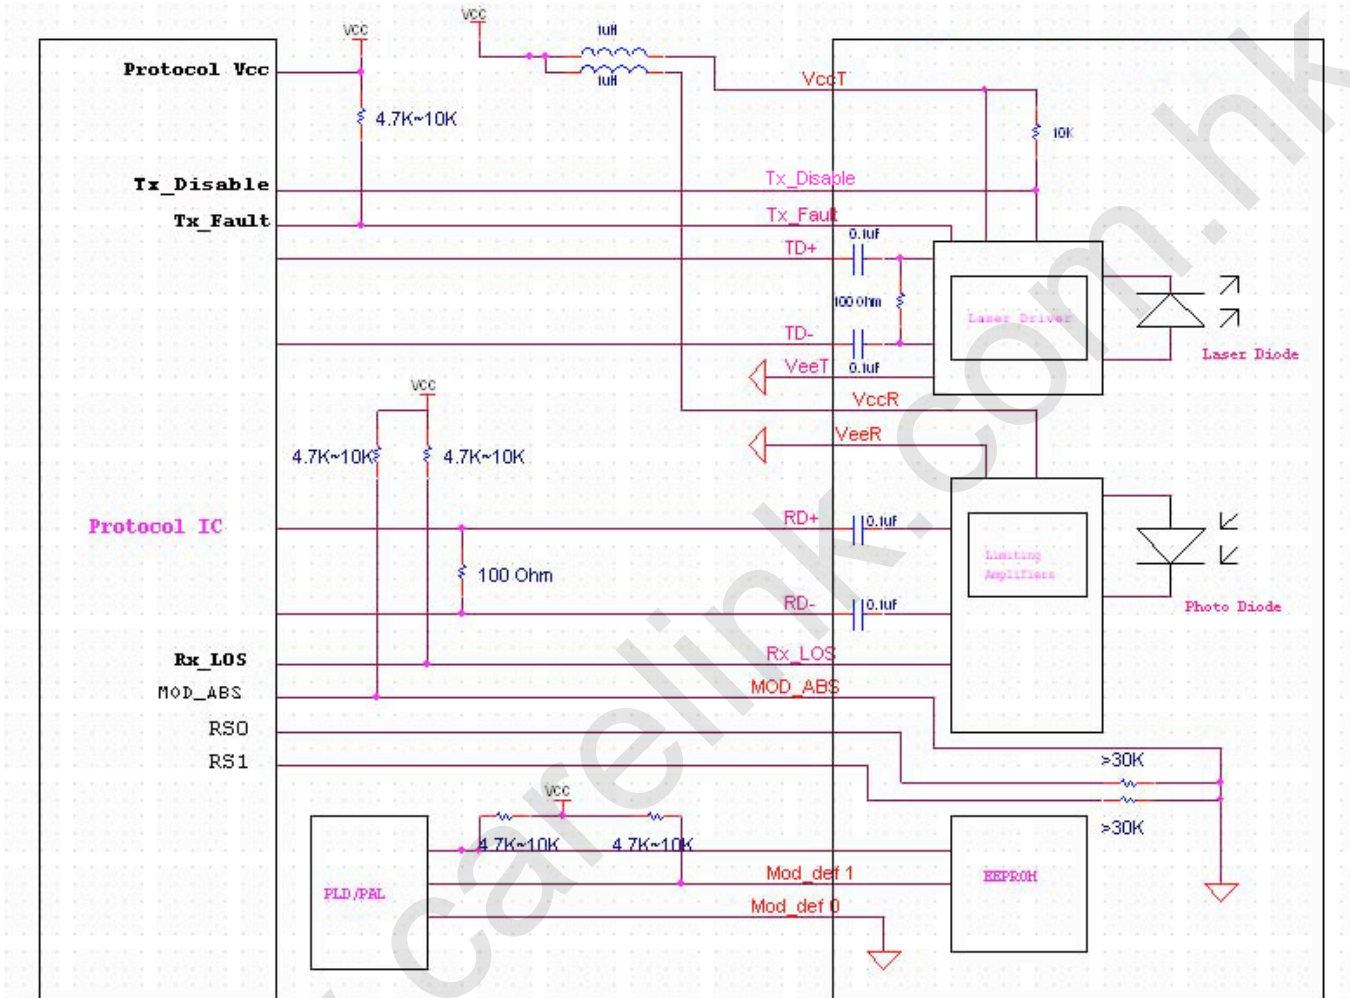 VCC
VCC
1uH
1uH
Protocol Vcc
VccT
4.7K~10K
10K
Tx_Disable
Tx_Disable
Tx_Fault
Tx_Fault
0.1uF
TD+
100 Ohm
Laser Driver
TD-
Laser Diode
VeeT
0.1uF
VCC
VccR
VeeR
4.7K~10K
4.7K~10K
Protocol IC
RD+
0.1uF
Limiting
Amplifiers
100 Ohm
RD-
0.1uF
Photo Diode
Rx_LOS
Rx_LOS
MOD_ABS
MOD_ABS
RS0
RS1
>30K
VCC
>30K
4.7K~10K
4.7K~10K
Mod_def 1
EEPROM
PLD/PAL
Mod_def 0
carelink.com.hk